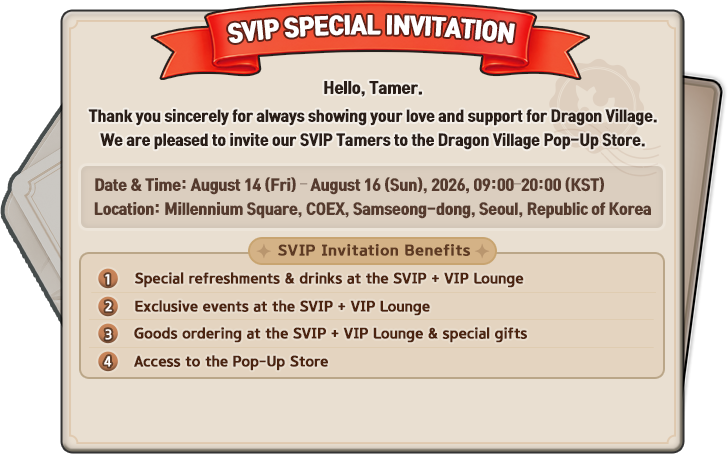 SVIP SPECIAL INVITATION
Hello, Tamer.
Thank you sincerely for always showing your love and support for Dragon Village.
We are pleased to invite our SVIP Tamers to the Dragon Village Pop-Up Store.
Date & Time: August 14 (Fri) – August 16 (Sun), 2026, 09:00–20:00 (KST)
Location: Millennium Square, COEX, Samseong-dong, Seoul, Republic of Korea
SVIP Invitation Benefits
1 Special refreshments & drinks at the SVIP + VIP Lounge
2 Exclusive events at the SVIP + VIP Lounge
3 Goods ordering at the SVIP + VIP Lounge & special gifts
4 Access to the Pop-Up Store